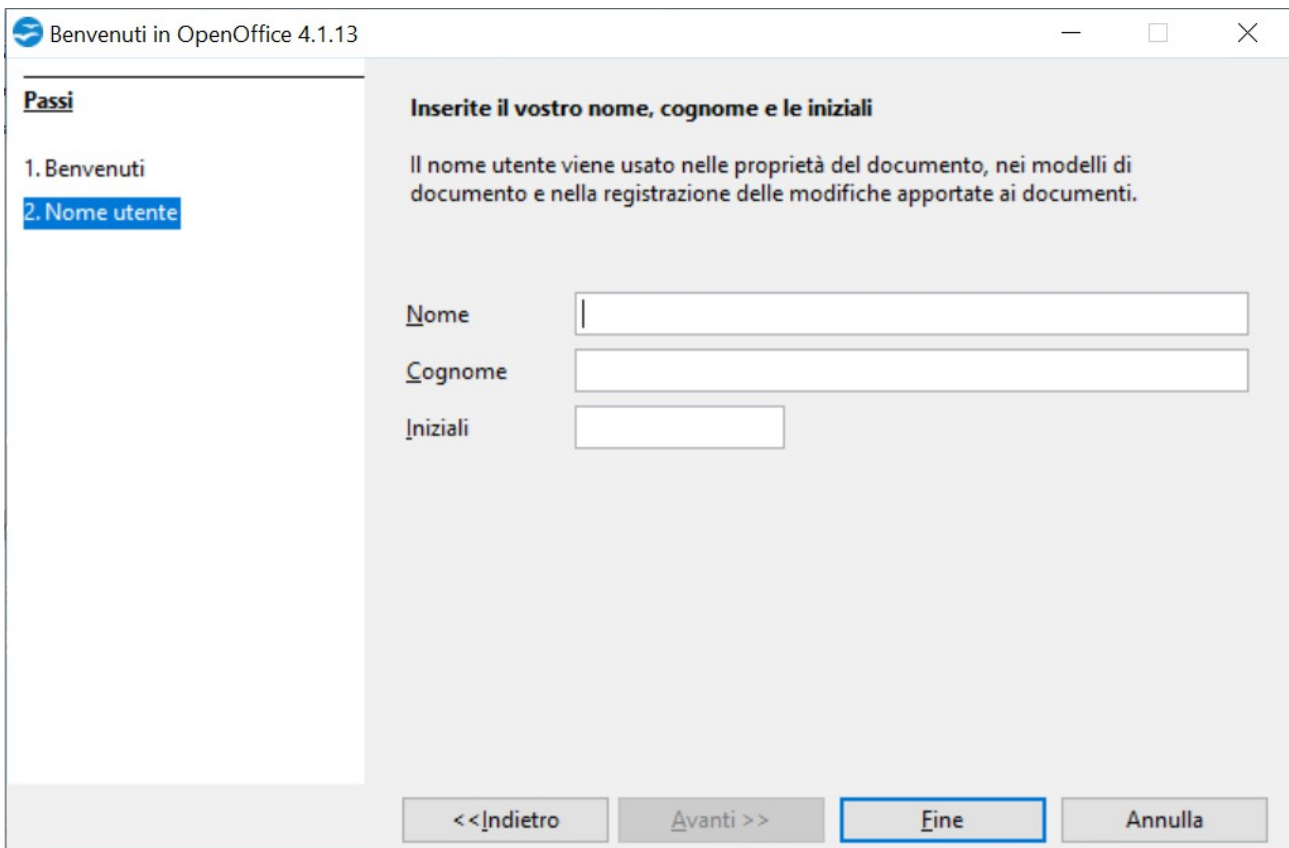 Benvenuti in OpenOffice 4.1.13
Passi
1. Benvenuti
2. Nome utente
Inserite il vostro nome, cognome e le iniziali
Il nome utente viene usato nelle proprietà del documento, nei modelli di
documento e nella registrazione delle modifiche apportate ai documenti.
Nome
Cognome
Iniziali
<<Indietro
Avanti >>
Fine
Annulla